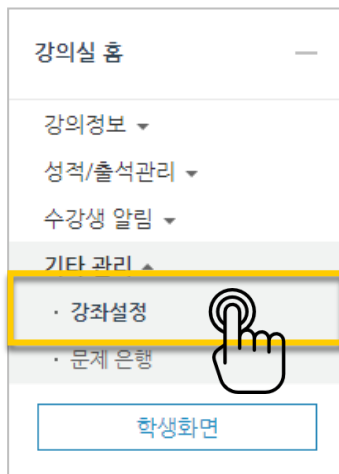 강의실 홈
강의정보
성적/출석관리
수강생 알림
기타 관리
· 강좌설정
· 문제 은행
학생화면